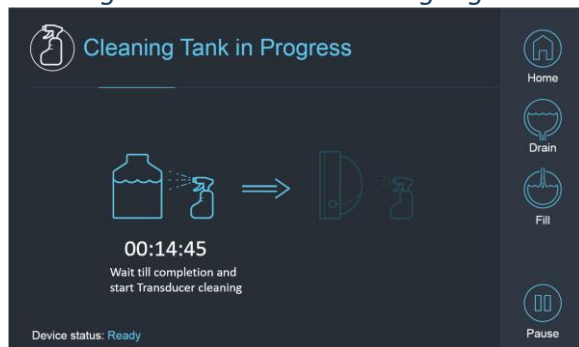 Cleaning Tank in Progress
Home
Drain
Fill
00:14:45
Wait till completion and
start Transducer cleaning
Device status: Ready
Pause